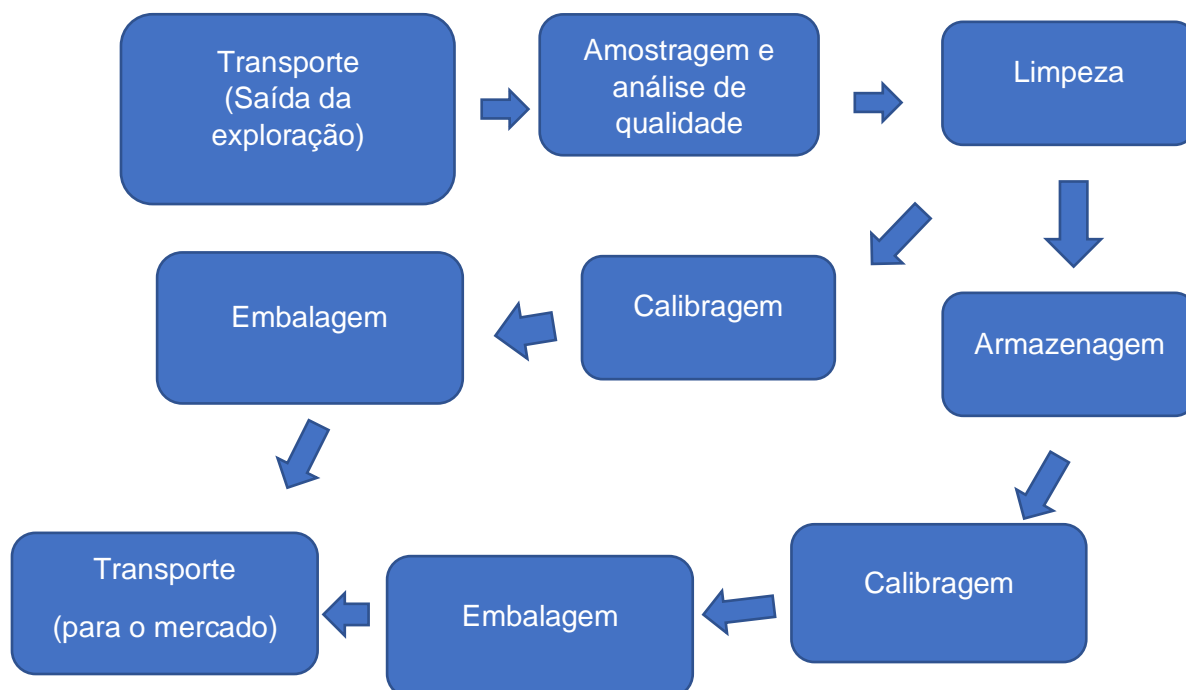 Transporte
(Saída da
exploração)
Amostragem e
análise de
qualidade
Limpeza
Embalagem
Calibragem
Armazenagem
Transporte
(para o mercado)
Embalagem
Calibragem